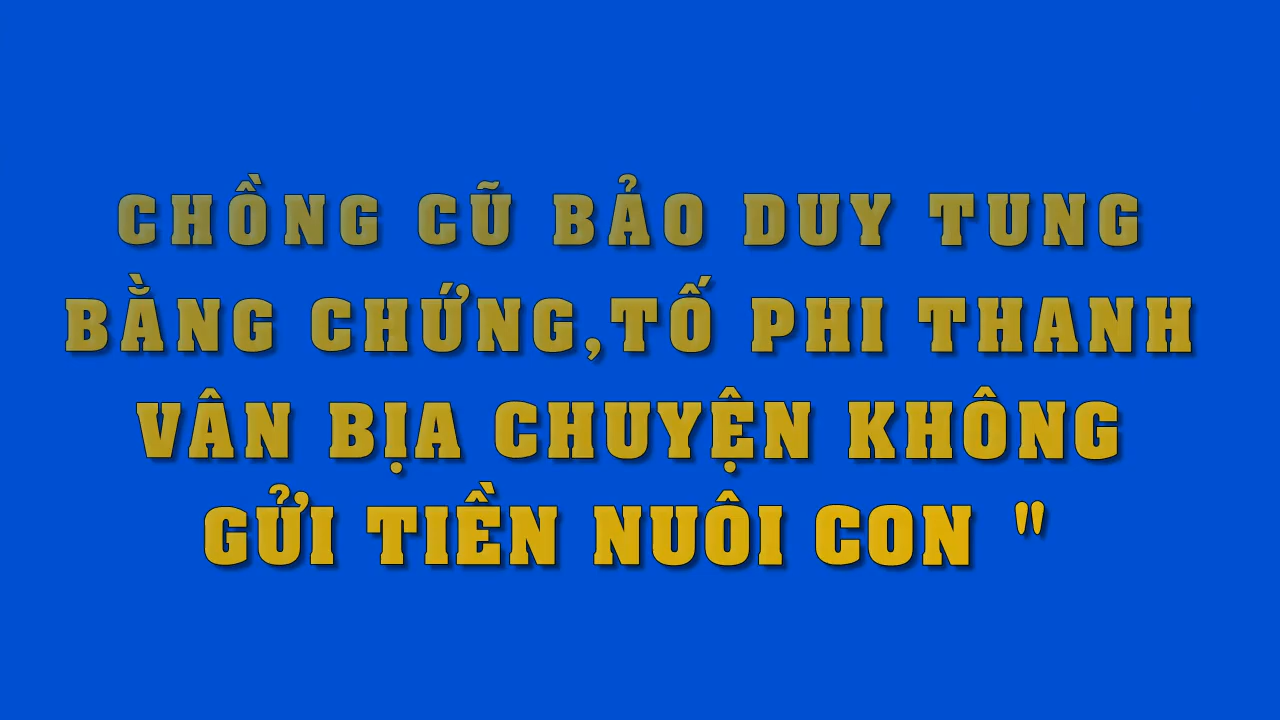 CHỒNG CŨ BẢO DUY TUNG
BẰNG CHỨNG,TỐ PHI THANH
VÂN BỊA CHUYỆN KHÔNG
GỬI TIỀN NUÔI CON "